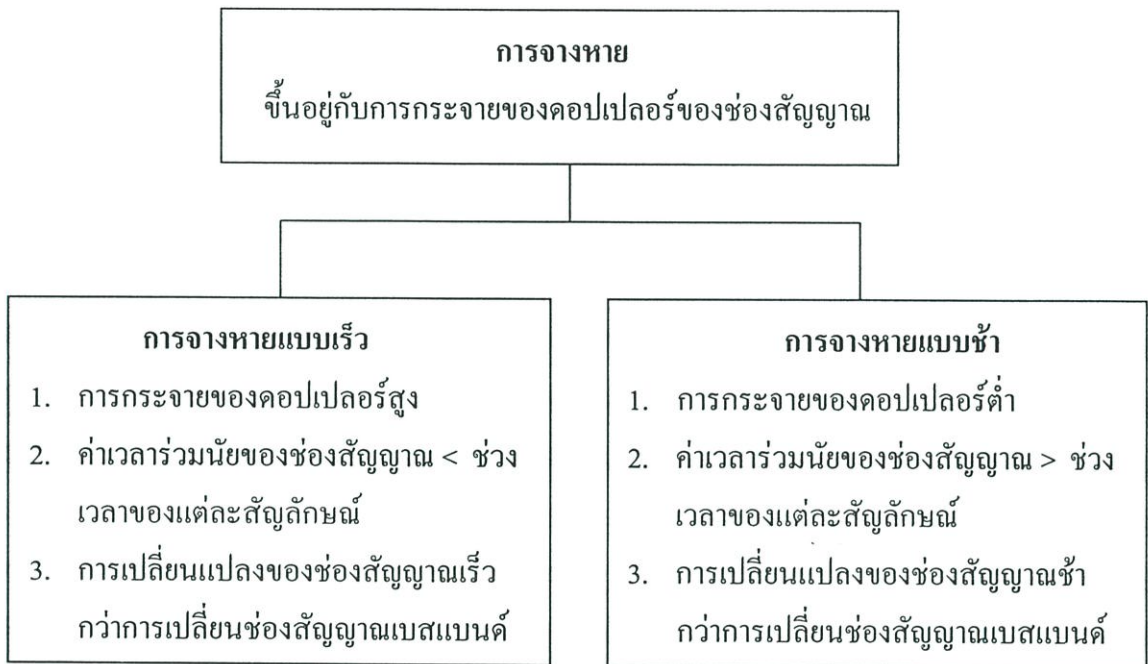 การจางหาย
ขึ้นอยู่กับการกระจายของดอปเปลอร์ของช่องสัญญาณ
การจางหายแบบเร็ว
1. การกระจายของดอปเปลอร์สูง
2. ค่าเวลาร่วมนัยของช่องสัญญาณ < ช่วง
เวลาของแต่ละสัญลักษณ์
3. การเปลี่ยนแปลงของช่องสัญญาณเร็ว
กว่าการเปลี่ยนช่องสัญญาณเบสแบนด์
การจางหายแบบช้า
1. การกระจายของดอปเปลอร์ต่ำ
2. ค่าเวลาร่วมนัยของช่องสัญญาณ > ช่วง
เวลาของแต่ละสัญลักษณ์
3. การเปลี่ยนแปลงของช่องสัญญาณช้า
กว่าการเปลี่ยนช่องสัญญาณเบสแบนด์